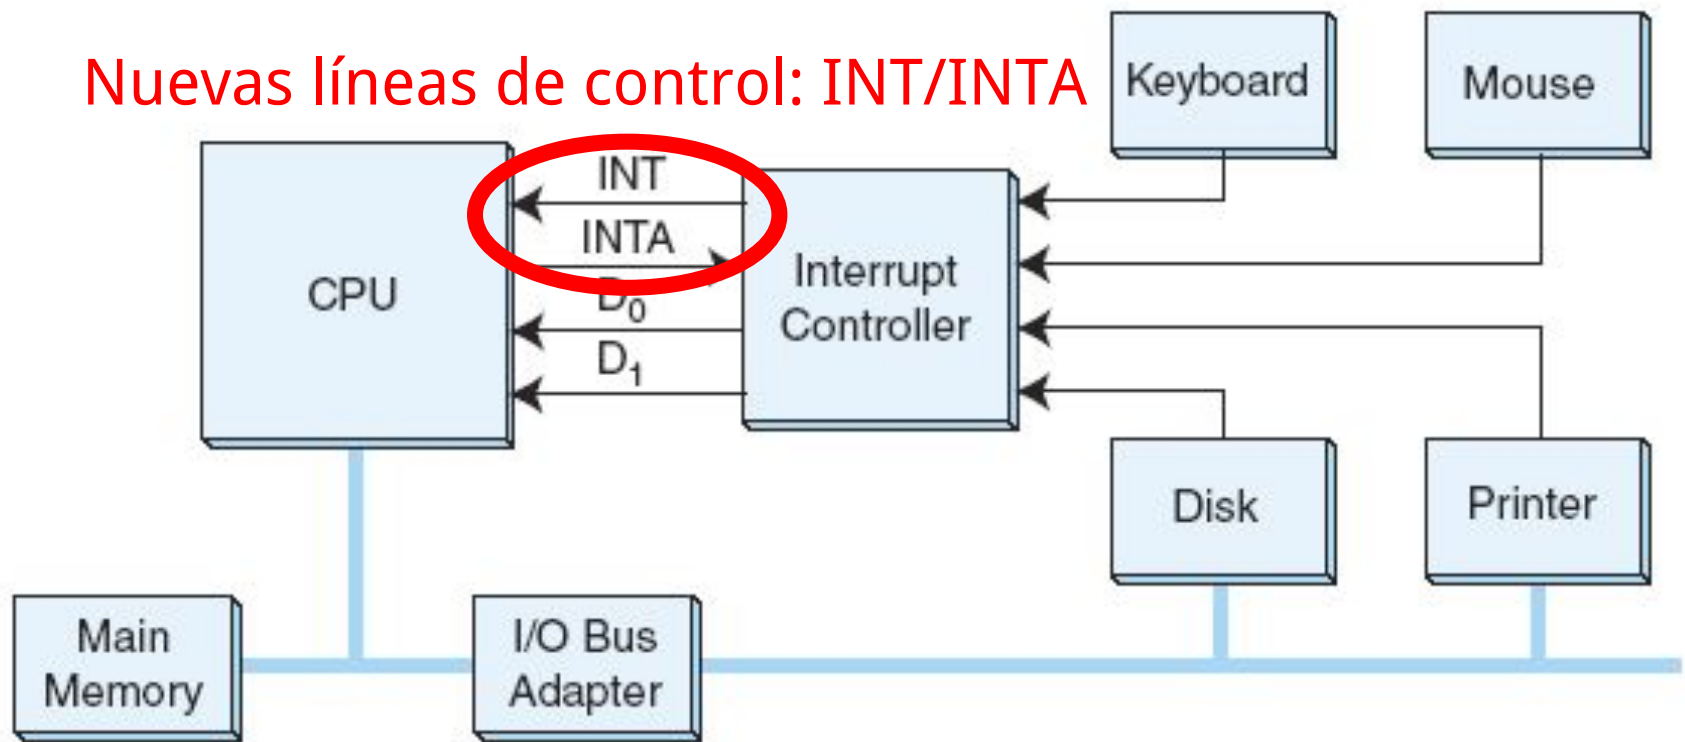 Nuevas líneas de control: INT/INTA
Keyboard
Mouse
INT
INTA
D0
D1
CPU
Interrupt
Controller
Disk
Printer
Main
Memory
I/O Bus
Adapter